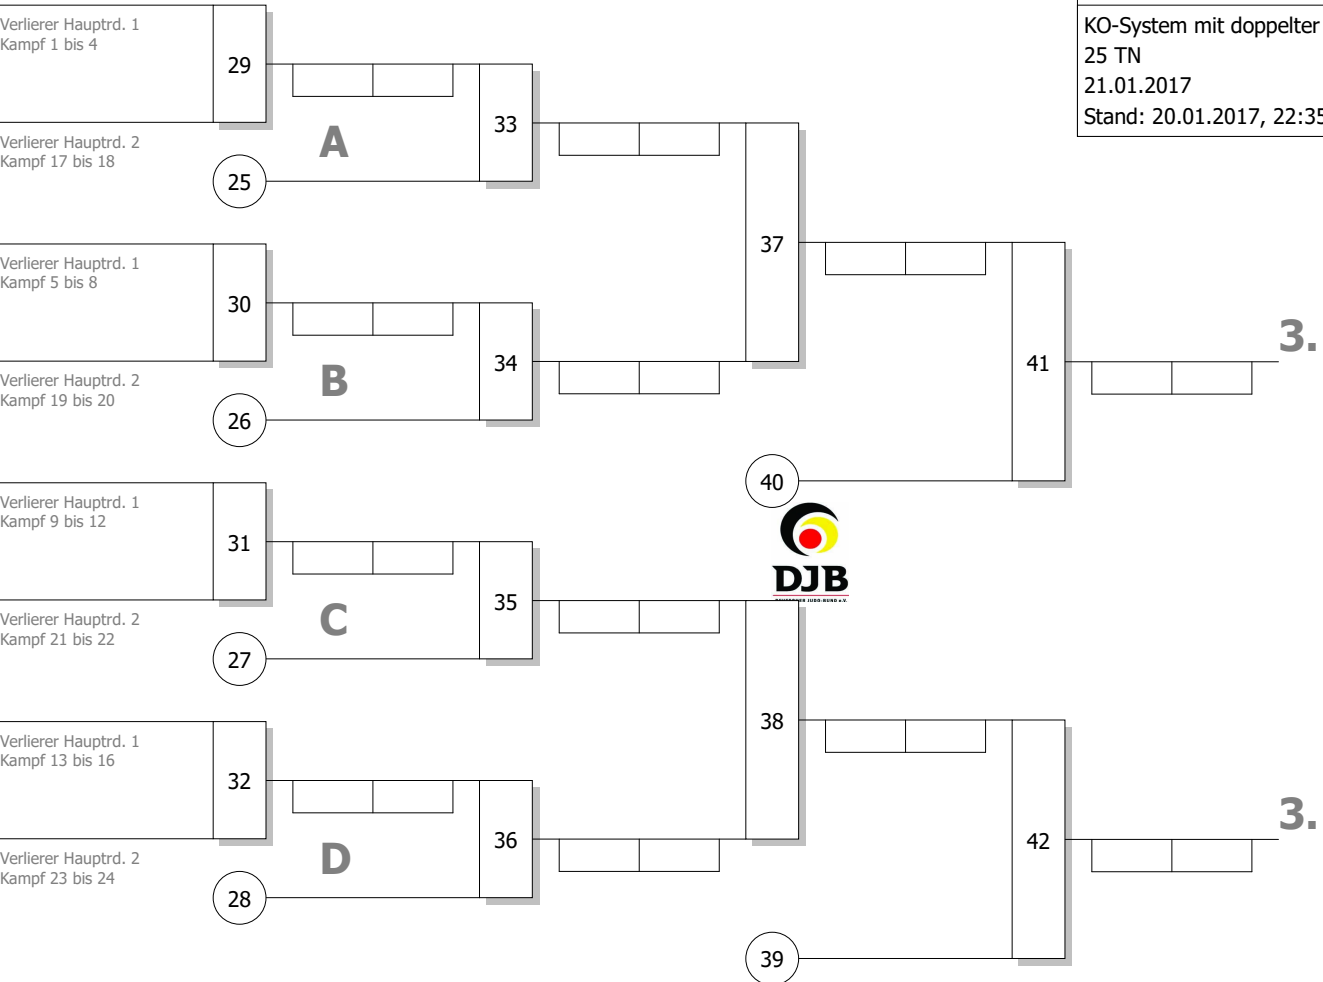 Verlierer Hauptrd. 1
Kampf 1 bis 4
29
KO-System mit doppelter
25 TN
21.01.2017
Stand: 20.01.2017, 22:35
33
A
Verlierer Hauptrd. 2
Kampf 17 bis 18
25
37
Verlierer Hauptrd. 1
Kampf 5 bis 8
30
3.
34
41
B
Verlierer Hauptrd. 2
Kampf 19 bis 20
26
40
Verlierer Hauptrd. 1
Kampf 9 bis 12
31
DJB
DEUTSCHER JUDO-BUND e.V.
35
C
Verlierer Hauptrd. 2
Kampf 21 bis 22
27
38
Verlierer Hauptrd. 1
Kampf 13 bis 16
32
3.
36
42
D
Verlierer Hauptrd. 2
Kampf 23 bis 24
28
39